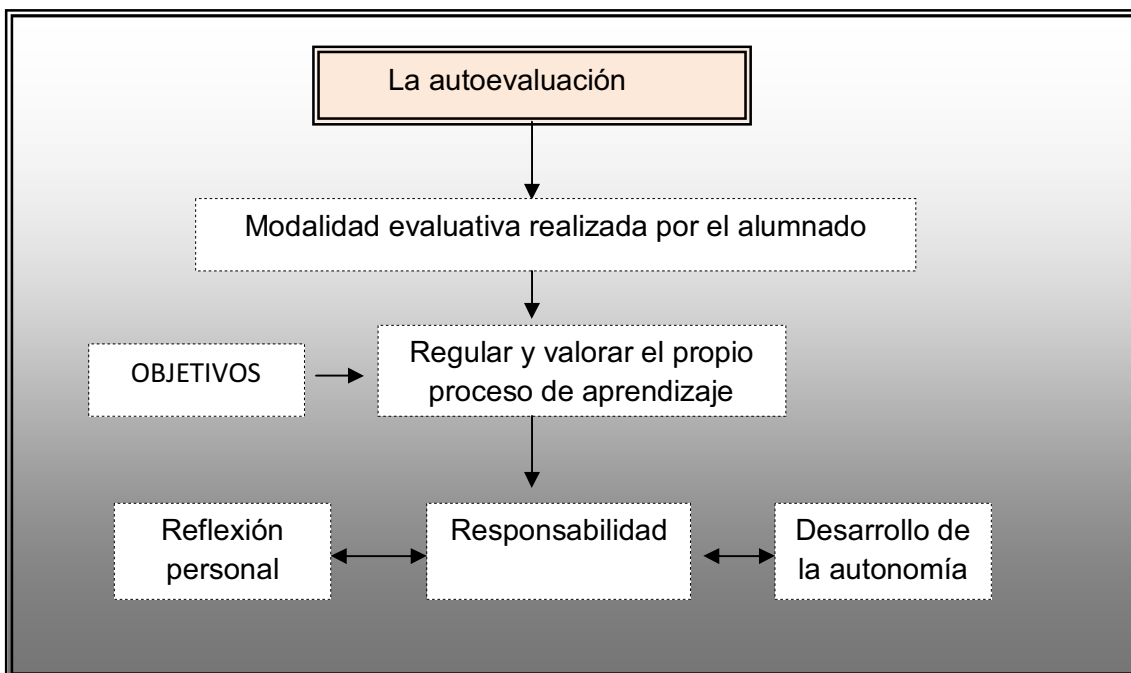 La autoevaluación
Modalidad evaluativa realizada por el alumnado
OBJETIVOS
Regular y valorar el propio
proceso de aprendizaje
Reflexión
personal
Responsabilidad
Desarrollo de
la autonomía